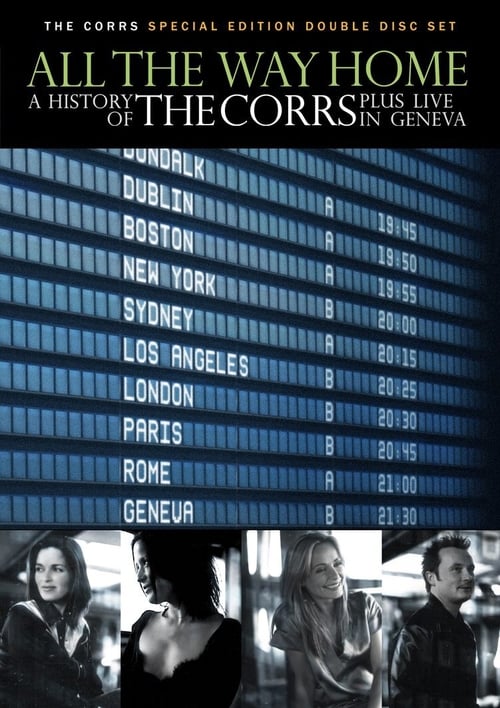 THE CORRS SPECIAL EDITION DOUBLE DISC SET
ALL THE WAY HOME
A HISTORY OF THE CORRS PLUS LIVE IN GENEVA
DUNDALK A 19:45
DUBLIN A 19:50
BOSTON A 19:55
NEW YORK B 20:00
SYDNEY A 20:15
LOS ANGELES B 20:25
LONDON B 20:30
PARIS B 20:45
ROME A 21:00
GENEVA B 21:30